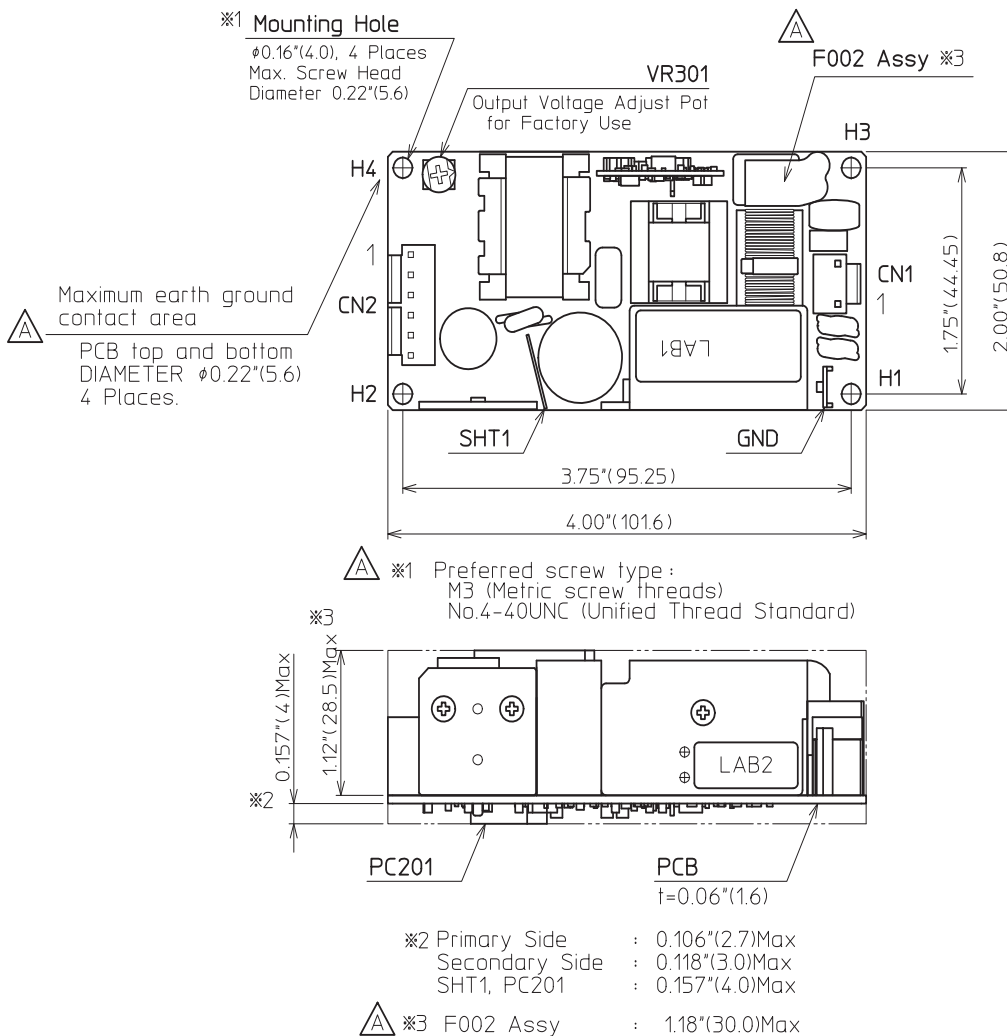 ※1 Mounting Hole
φ0.16"(4.0), 4 Places
Max. Screw Head
Diameter 0.22"(5.6)
VR301
Output Voltage Adjust Pot
for Factory Use
A
F002 Assy ※3
H3
H4
1
CN2
A
Maximum earth ground
contact area
PCB top and bottom
DIAMETER φ0.22"(5.6)
4 Places.
CN1
1
LAB1
1.75"(44.45)
2.00"(50.8)
H2
H1
SHT1
GND
3.75"(95.25)
4.00"(101.6)
A ※1 Preferred screw type :
M3 (Metric screw threads)
No.4-40UNC (Unified Thread Standard)
※3
1.12"(28.5)Max
0.157"(4)Max
※2
LAB2
PC201
PCB
t=0.06"(1.6)
※2 Primary Side : 0.106"(2.7)Max
Secondary Side : 0.118"(3.0)Max
SHT1, PC201 : 0.157"(4.0)Max
A ※3 F002 Assy : 1.18"(30.0)Max